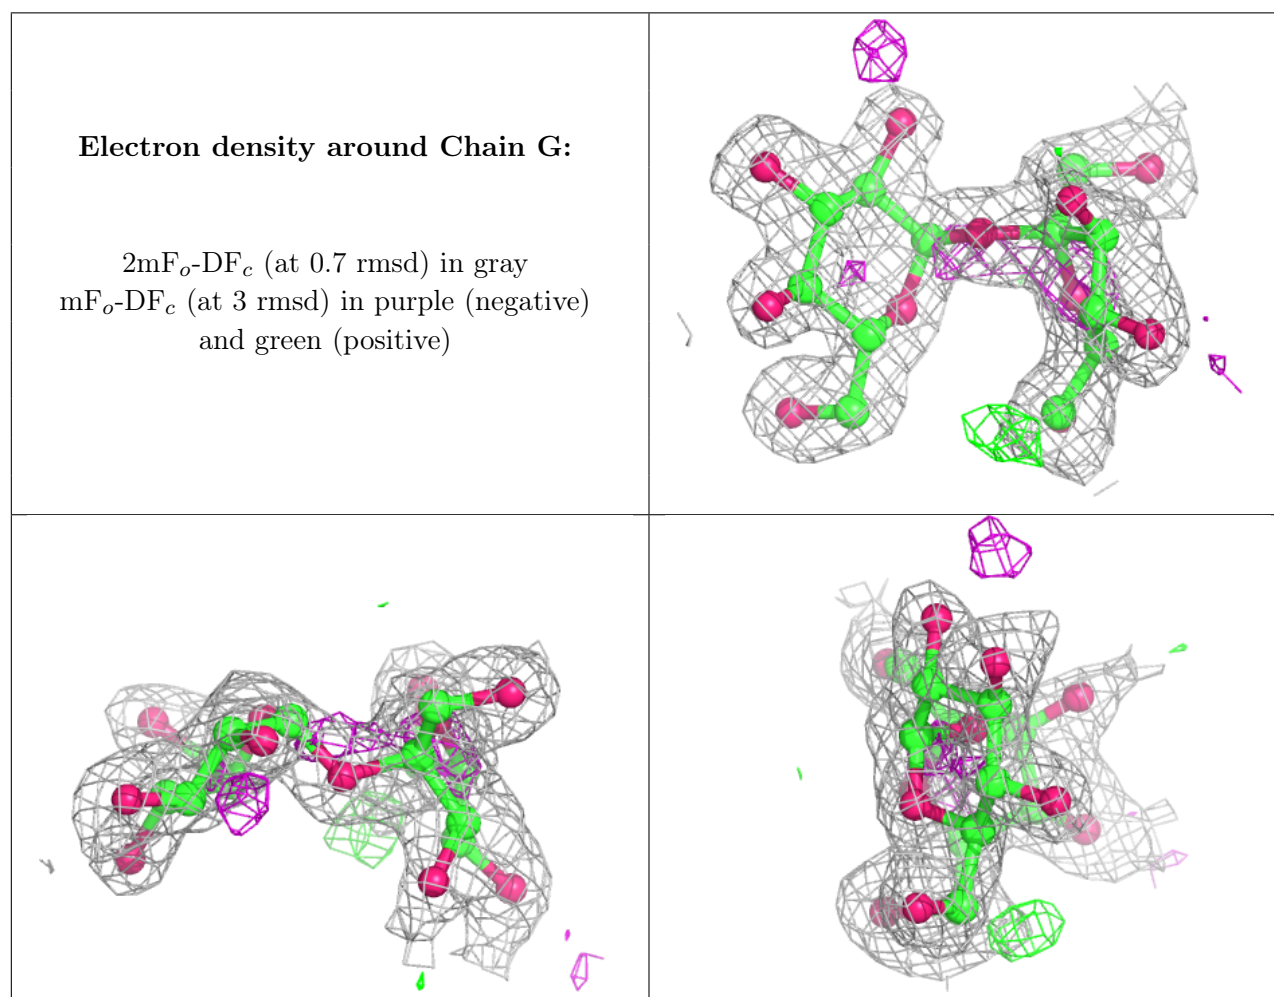 Electron density around Chain G:
2mFₒ-DF𝑐 (at 0.7 rmsd) in gray
mFₒ-DF𝑐 (at 3 rmsd) in purple (negative)
and green (positive)